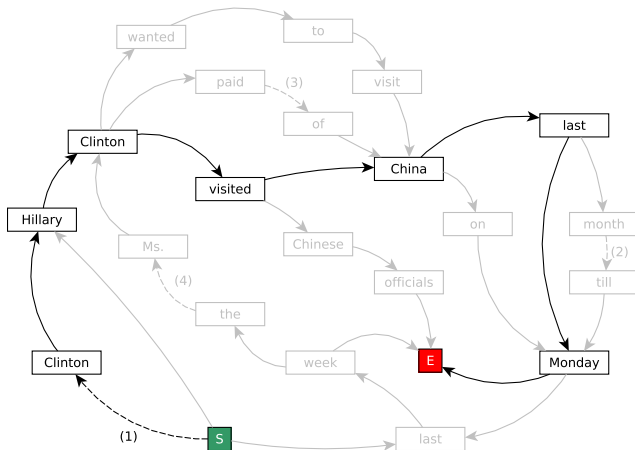 wanted
to
paid
(3)
visit
of
last
Clinton
China
visited
Hillary
on
month
Ms.
Chinese
(2)
(4)
officials
till
the
Clinton
week
E
Monday
(1)
S
last